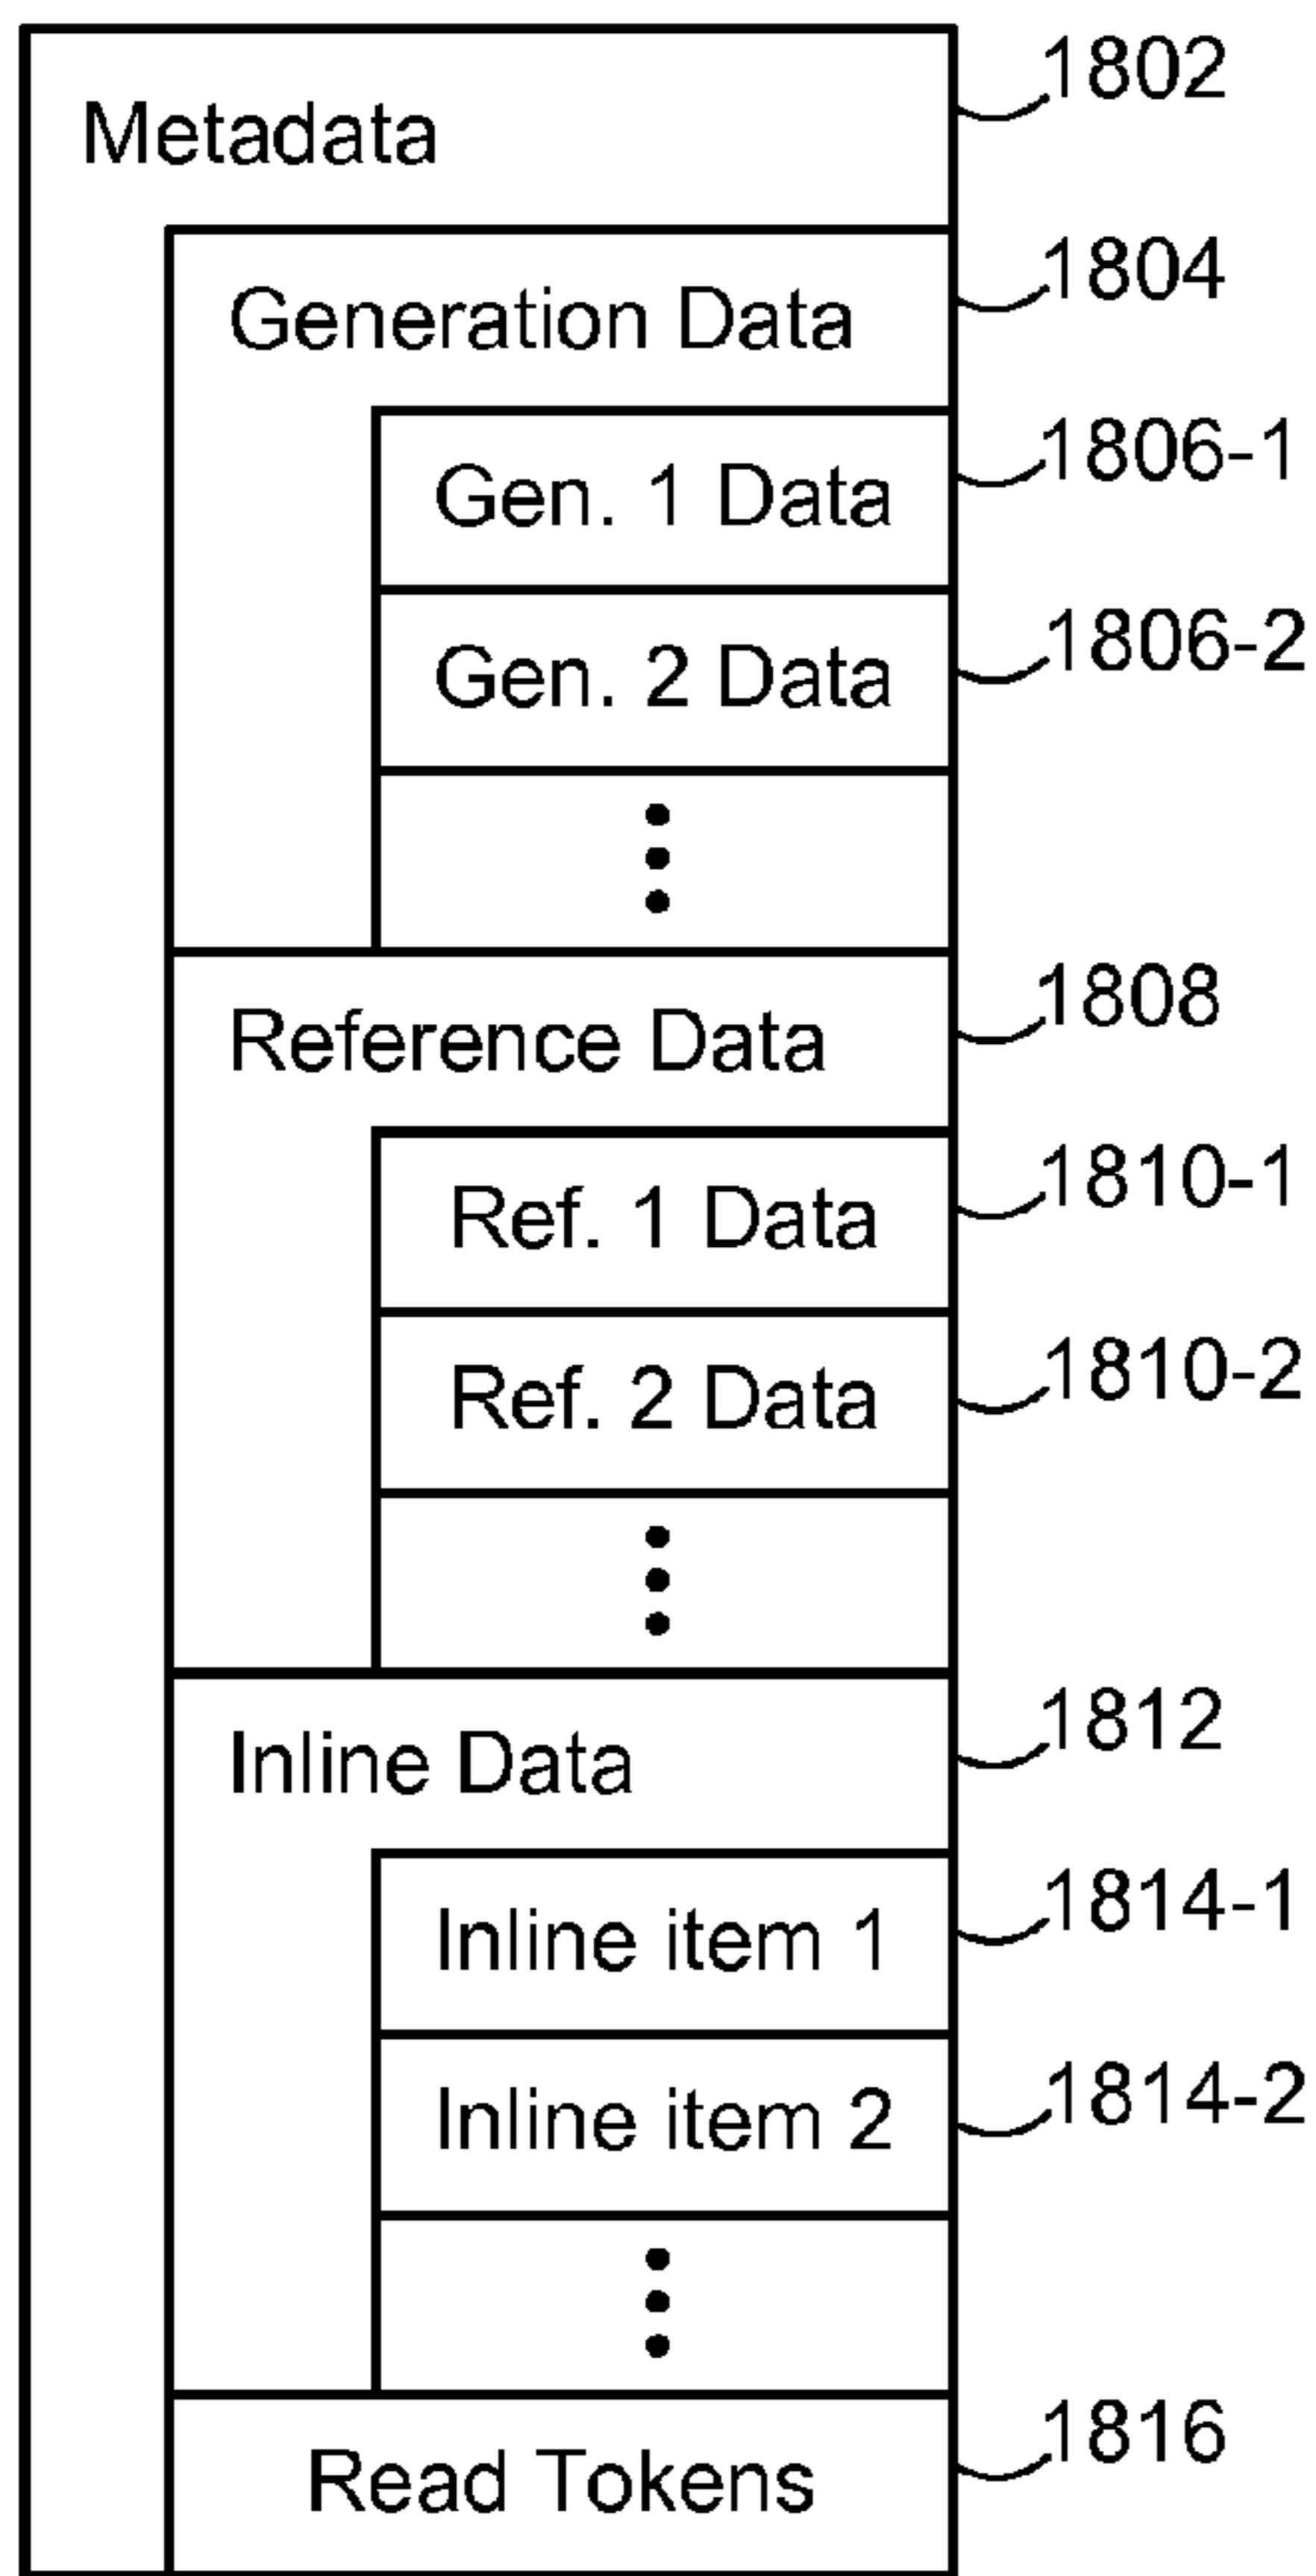 Metadata 1802
Generation Data 1804
Gen. 1 Data 1806-1
Gen. 2 Data 1806-2
Reference Data 1808
Ref. 1 Data 1810-1
Ref. 2 Data 1810-2
Inline Data 1812
Inline item 1 1814-1
Inline item 2 1814-2
Read Tokens 1816